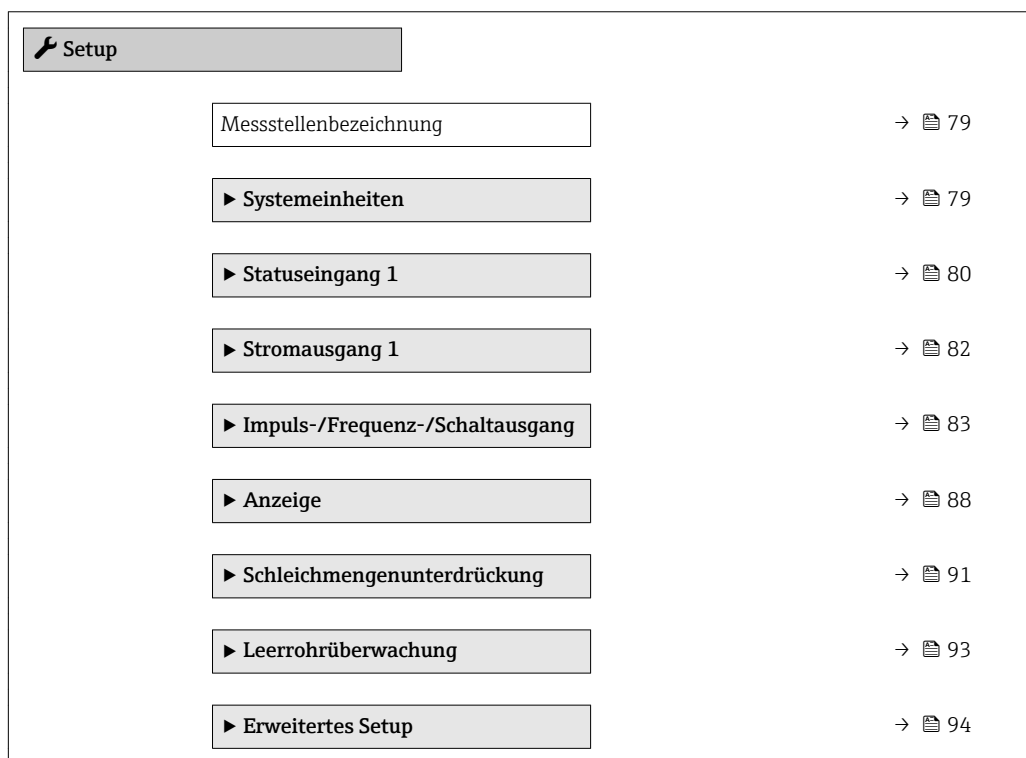 Setup
Messstellenbezeichnung → 79
▶ Systemeinheiten → 79
▶ Statuseingang 1 → 80
▶ Stromausgang 1 → 82
▶ Impuls-/Frequenz-/Schaltausgang → 83
▶ Anzeige → 88
▶ Schleichmengenunterdrückung → 91
▶ Leerrohrüberwachung → 93
▶ Erweitertes Setup → 94